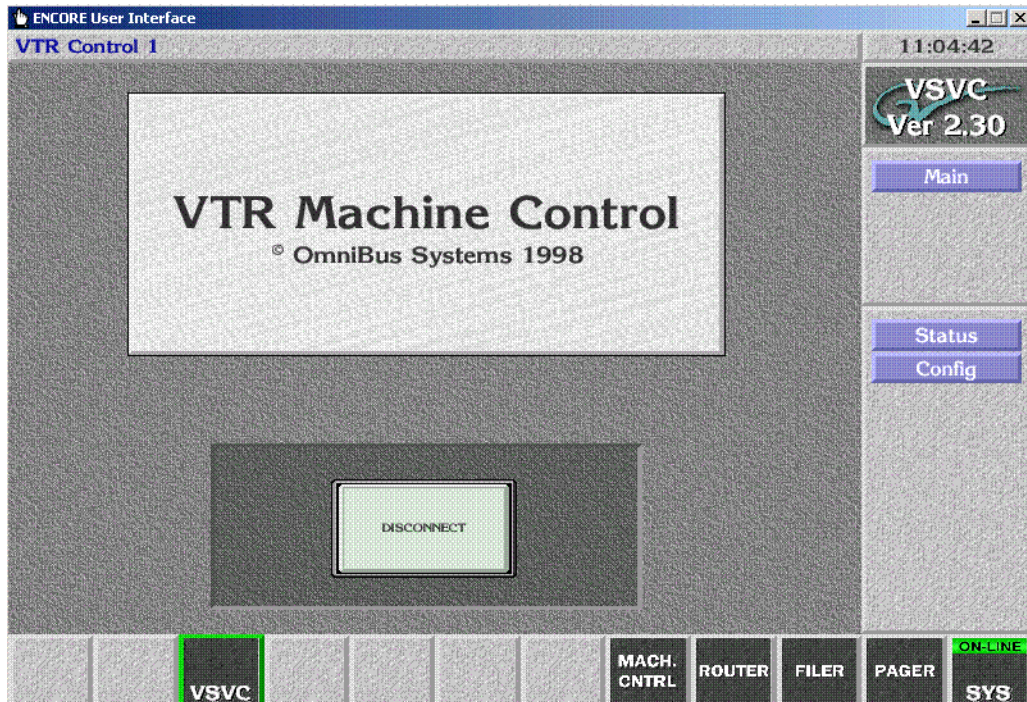 ENCORE User Interface
VTR Control 1
11:04:42
VSVC
Ver 2.30
Main
VTR Machine Control
© OmniBus Systems 1998
Status
Config
DISCONNECT
VSVC
MACH.
CNTRL
ROUTER
FILER
PAGER
ON-LINE
SYS